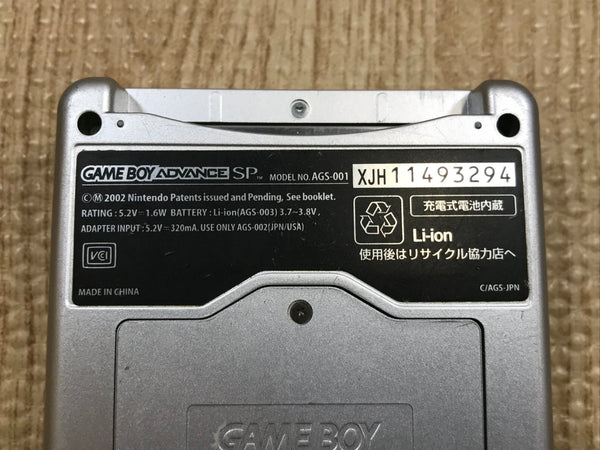 GAME BOY ADVANCE SP™ MODEL NO. AGS-001 XJH11493294
©Ⓜ 2002 Nintendo Patents issued and Pending, See booklet.
RATING : 5.2V⎓1.6W BATTERY : Li-ion(AGS-003) 3.7~3.8V,
ADAPTER INPUT : 5.2V⎓320mA. USE ONLY AGS-002(JPN/USA)
VCI
MADE IN CHINA
充電式電池内蔵
Li-ion
使用後はリサイクル協力店へ
C/AGS-JPN
GAME BOY